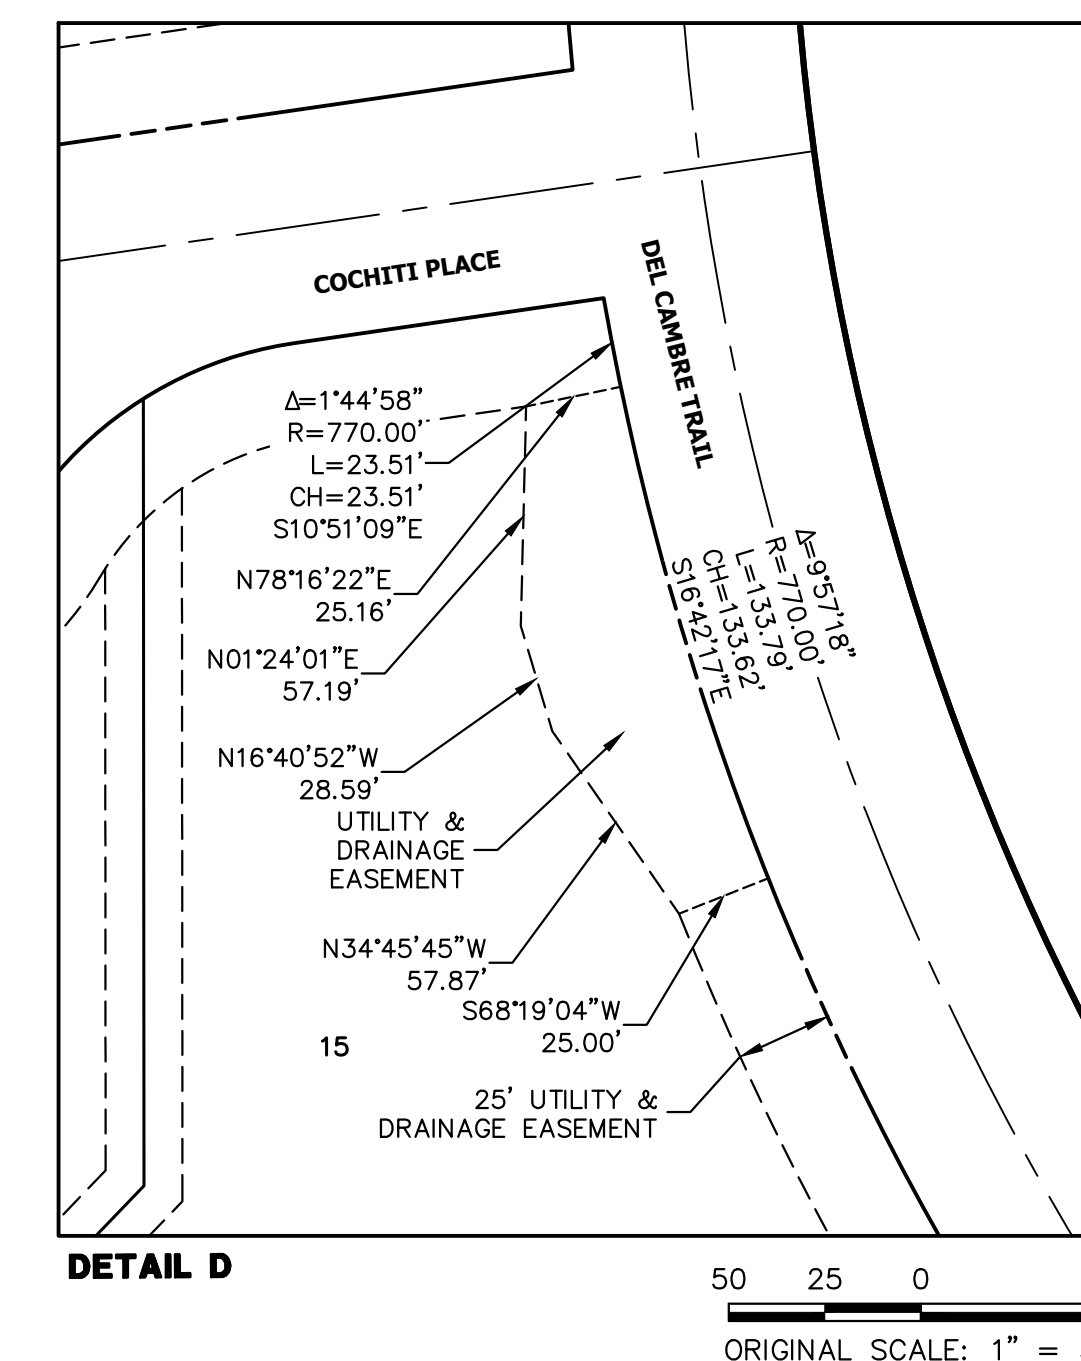 COCHITI PLACE
DEL CAMBRE TRAIL
Δ=1°44'58"
R=770.00'
L=23.51'
CH=23.51'
S10°51'09"E
N78°16'22"E
25.16'
N01°24'01"E
57.19'
N16°40'52"W
28.59'
UTILITY &
DRAINAGE
EASEMENT
Δ=9°57'18"
R=770.00'
L=133.79'
CH=133.62'
S16°42'17"E
N34°45'45"W
57.87'
S68°19'04"W
25.00'
15
25' UTILITY &
DRAINAGE EASEMENT
DETAIL D
50 25 0
ORIGINAL SCALE: 1" =